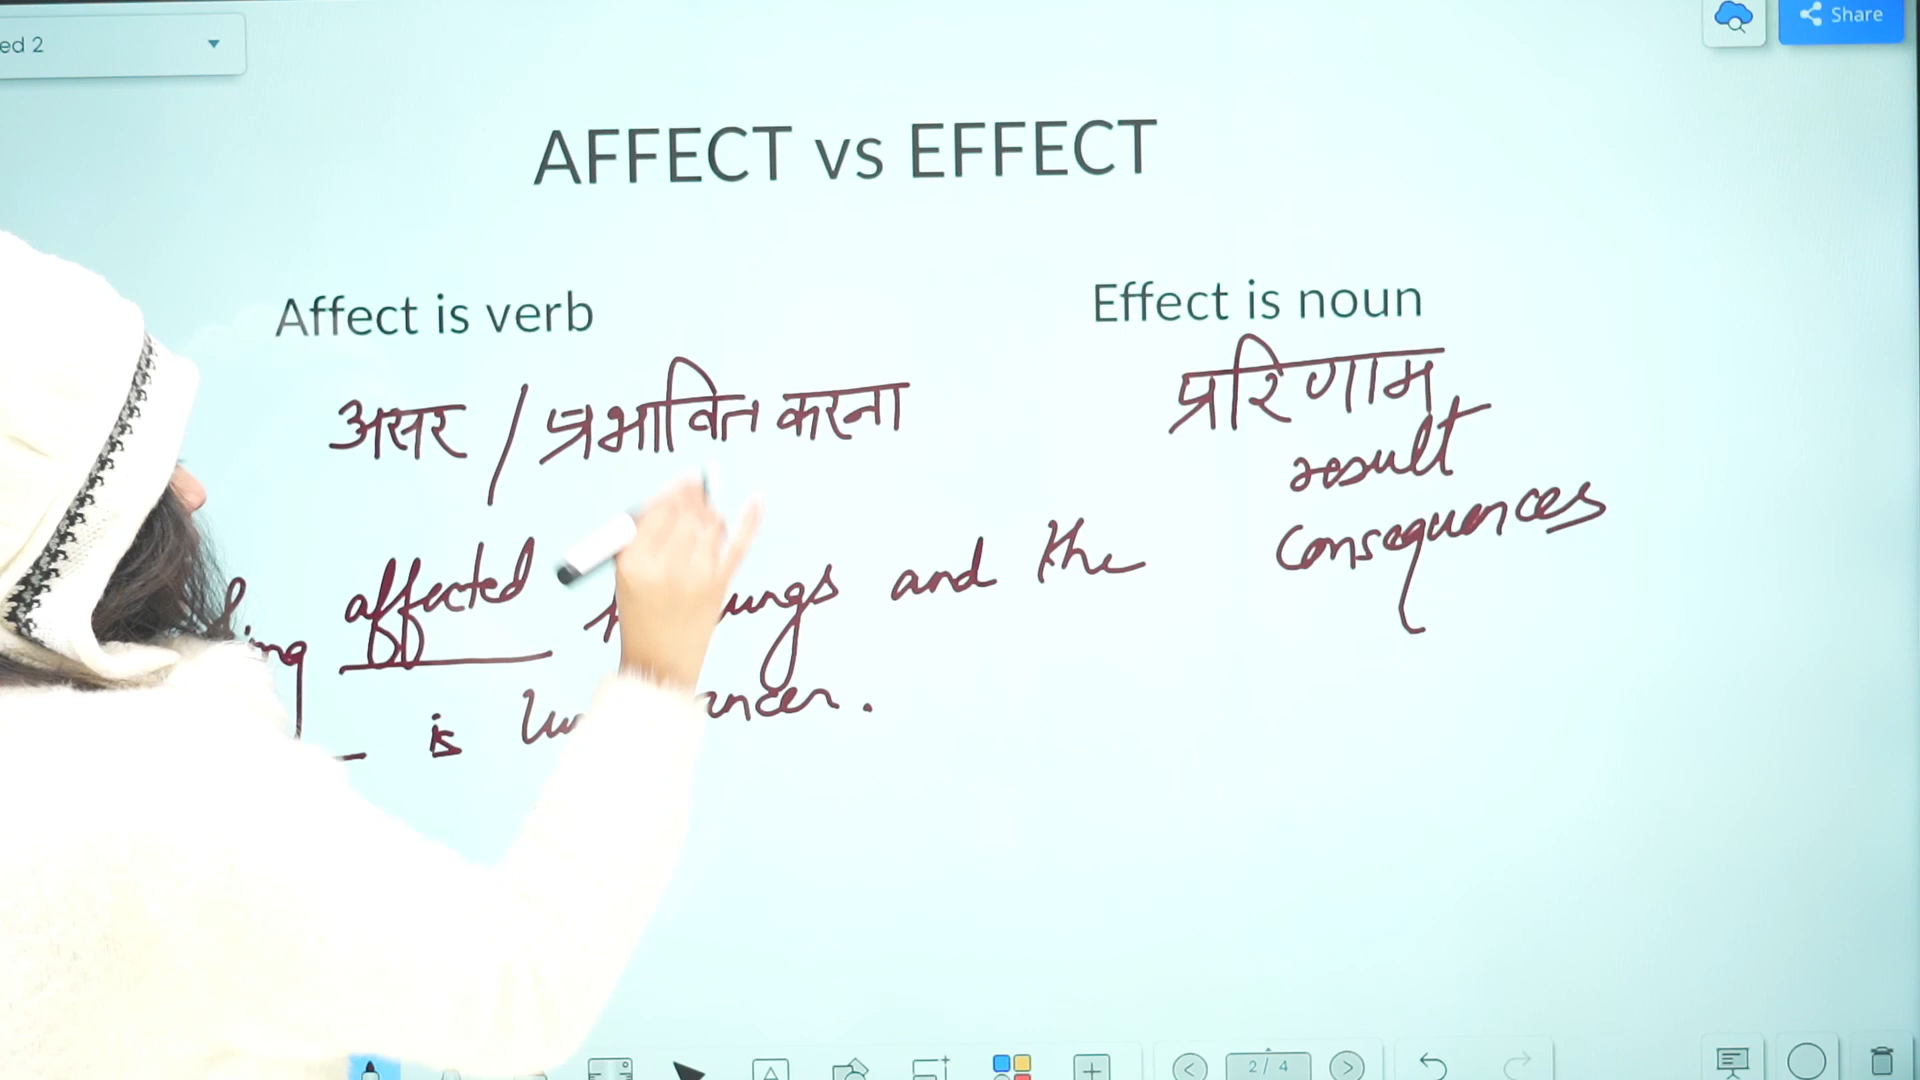 ed 2
Share
AFFECT vs EFFECT
Affect is verb
Effect is noun
असर / प्रभावित करना
परिणाम
result
consequences
affected and the
is
2 / 4